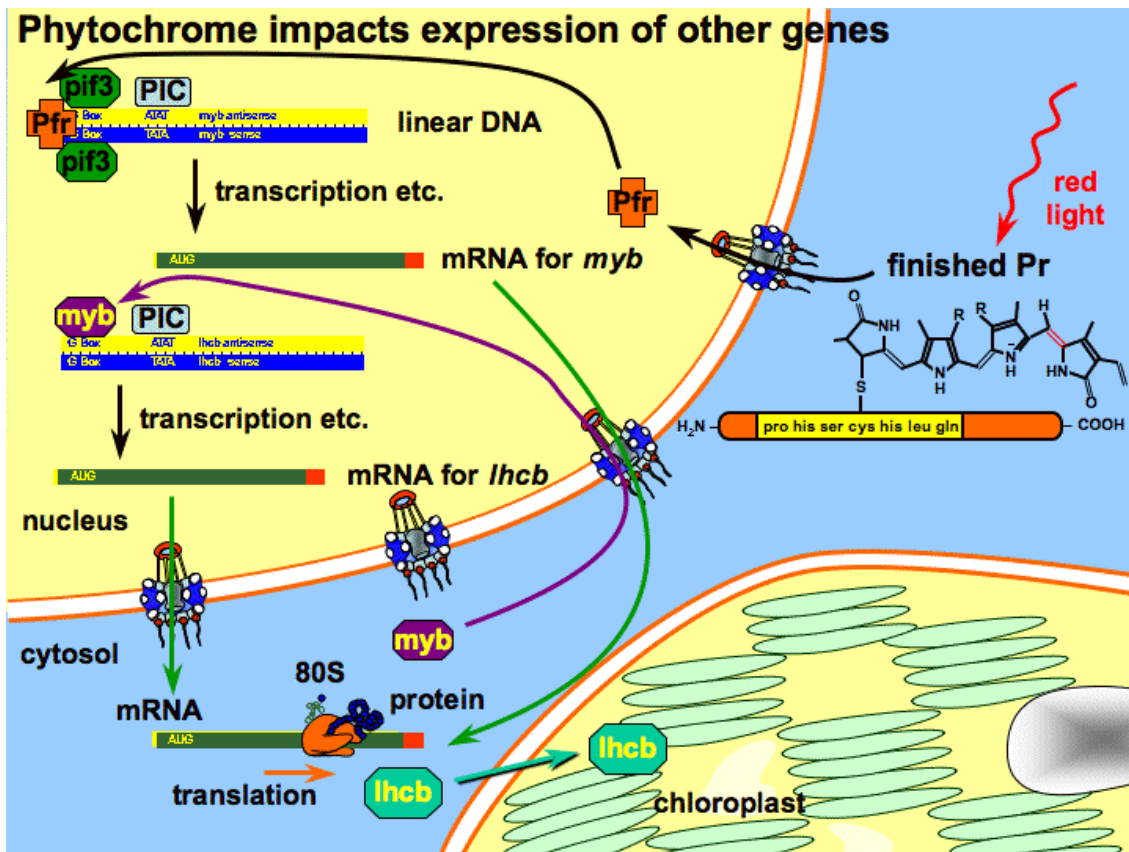 Phytochrome impacts expression of other genes
pif3
PIC
Pfr
G Box ATAT myb antisense
G Box TATA myb sense
linear DNA
pif3
transcription etc.
Pfr
red
light
AUG
mRNA for myb
finished Pr
myb
PIC
G Box ATAT lhcb antisense
G Box TATA lhcb sense
O
NH
R
R
H
N
H
N
-
HN
O
S
H₂N
pro his ser cys his leu gln
COOH
transcription etc.
AUG
mRNA for lhcb
nucleus
cytosol
myb
80S
protein
mRNA
AUG
lhcb
lhcb
translation
chloroplast